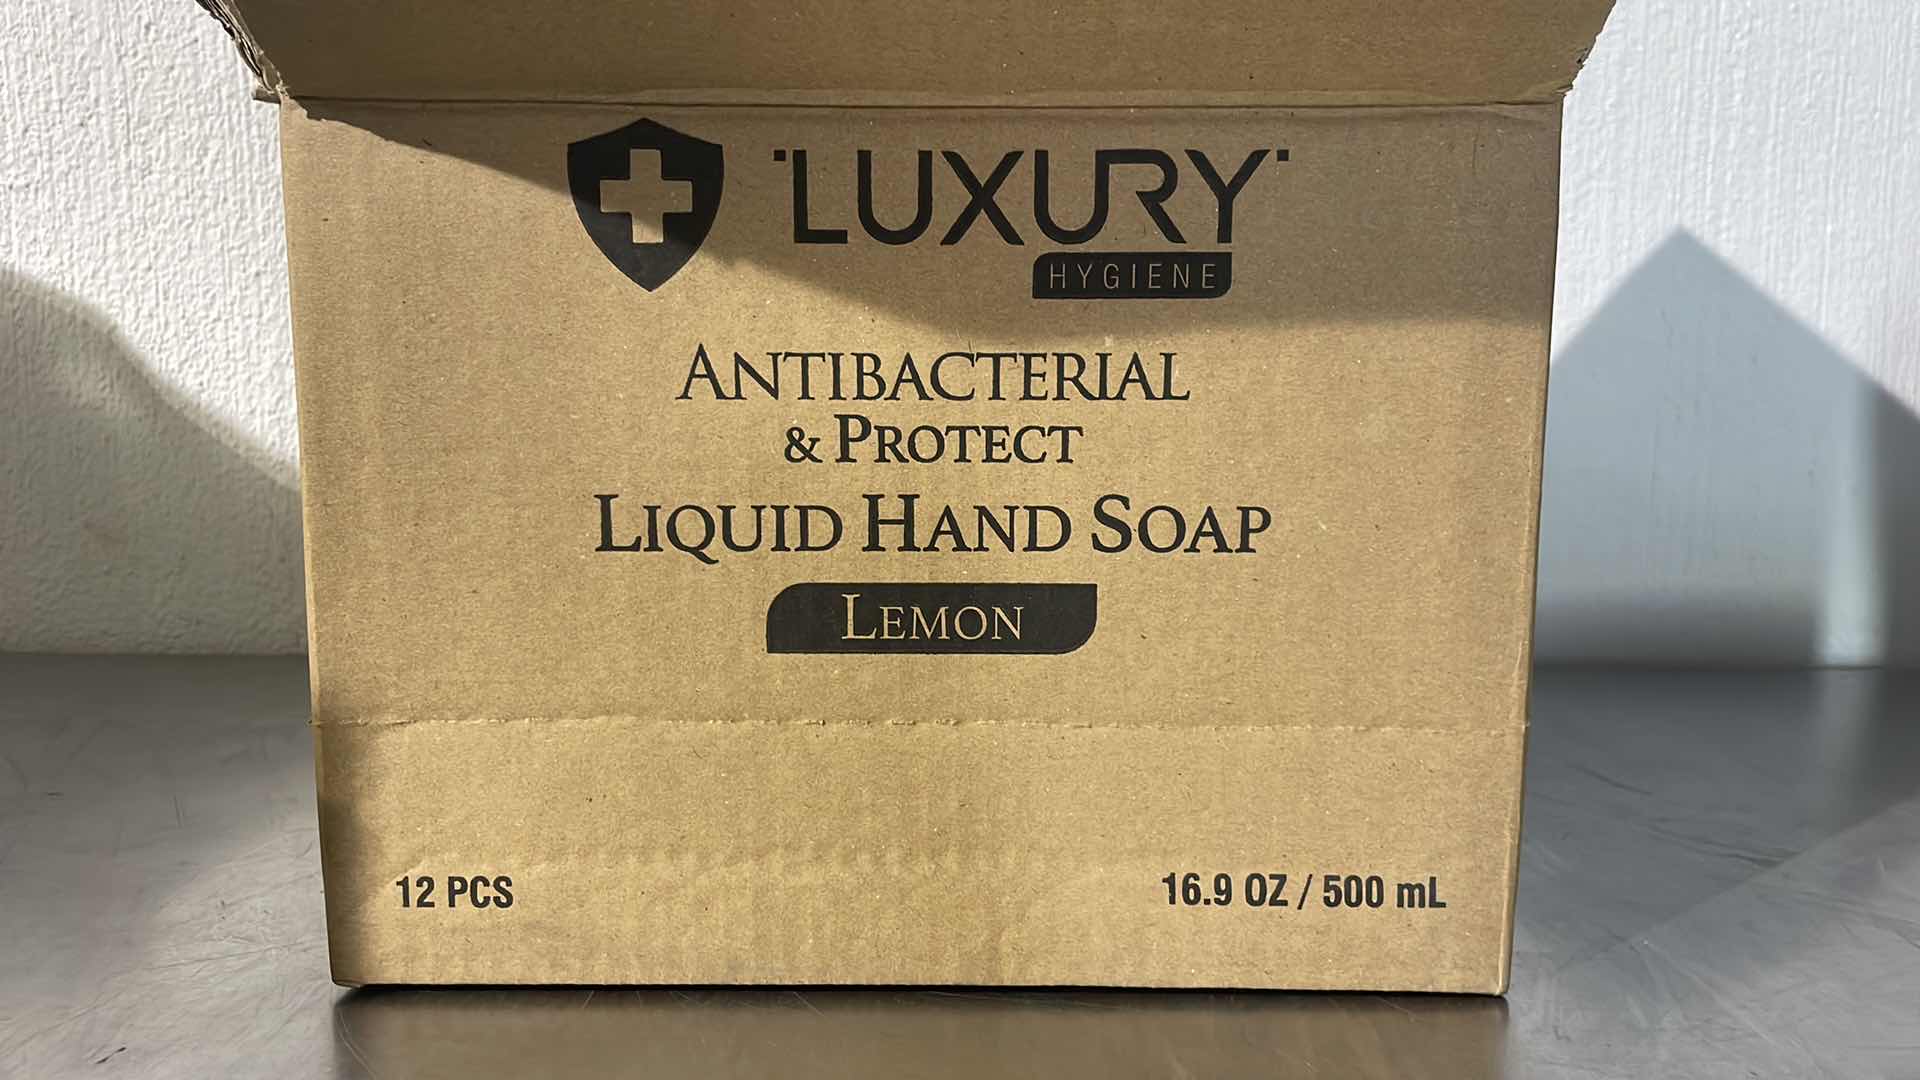 LUXURY
HYGIENE
ANTIBACTERIAL
& PROTECT
LIQUID HAND SOAP
LEMON
12 PCS
16.9 OZ / 500 mL